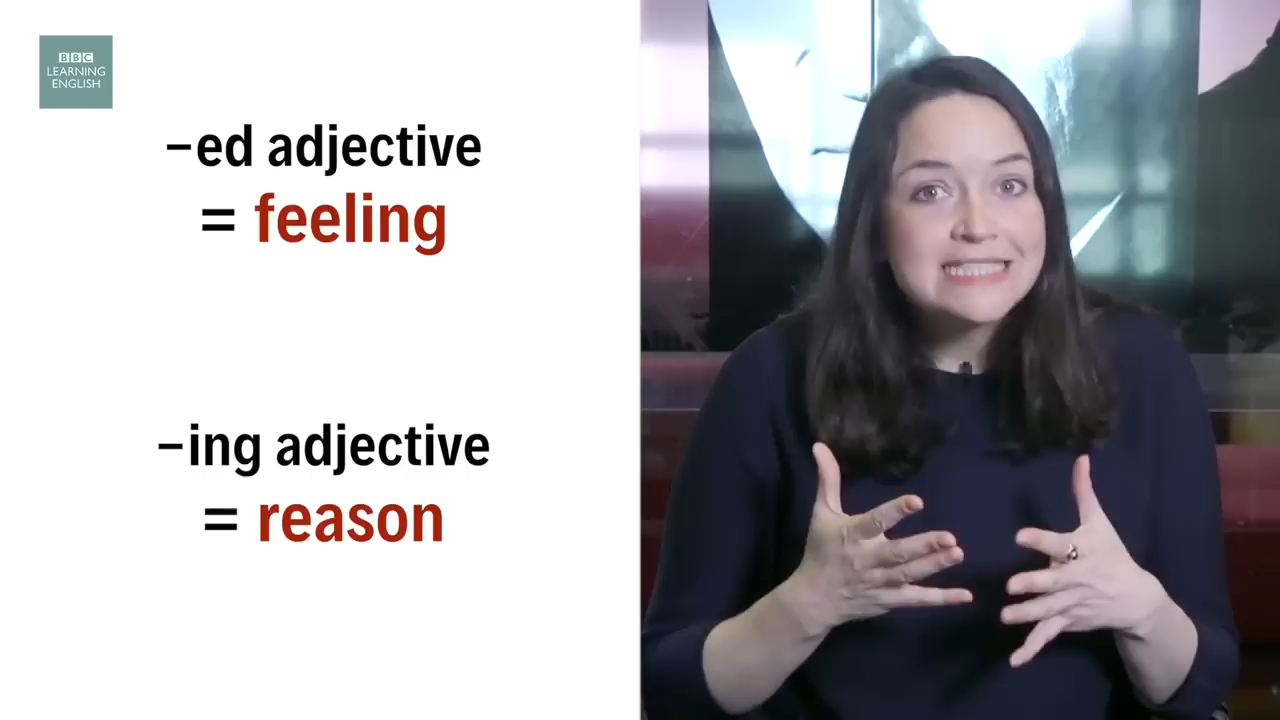 BBC
LEARNING
ENGLISH
–ed adjective
= feeling
–ing adjective
= reason